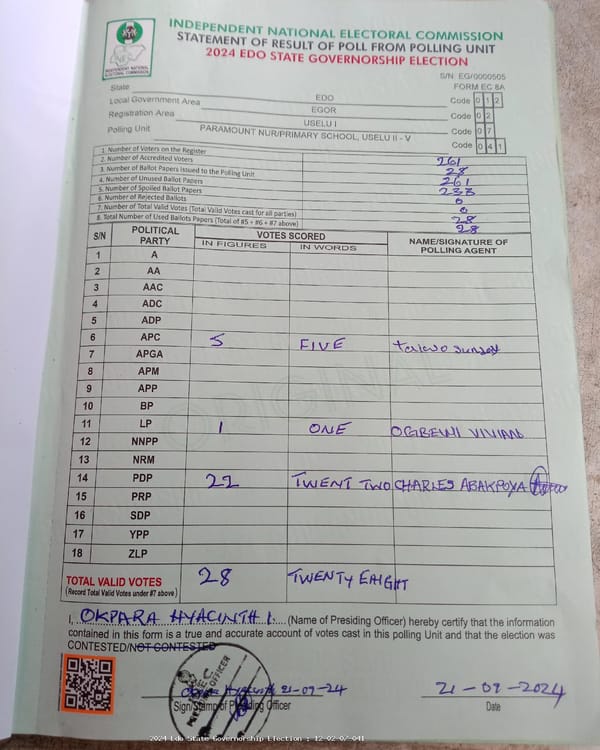 INDEPENDENT NATIONAL ELECTORAL COMMISSION
STATEMENT OF RESULT OF POLL FROM POLLING UNIT
2024 EDO STATE GOVERNORSHIP ELECTION
INDEPENDENT NATIONAL ELECTORAL COMMISSION
S/N EG/0000505
FORM EC 8A
State EDO Code 0 1 2
Local Government Area EGOR Code 0 2
Registration Area USELU I Code 0 7
Polling Unit PARAMOUNT NUR/PRIMARY SCHOOL, USELU II - V Code 0 4 1
1. Number of Voters on the Register 261
2. Number of Accredited Voters 28
3. Number of Ballot Papers issued to the Polling Unit 261
4. Number of Unused Ballot Papers 233
5. Number of Spoiled Ballot Papers 0
6. Number of Rejected Ballots 0
7. Number of Total Valid Votes (Total Valid Votes cast for all parties) 28
8. Total Number of Used Ballots Papers (Total of #5 + #6 + #7 above) 28
S/N POLITICAL PARTY VOTES SCORED NAME/SIGNATURE OF POLLING AGENT
IN FIGURES IN WORDS
1 A
2 AA
3 AAC
4 ADC
5 ADP
6 APC 5 FIVE Taiwo Sunday
7 APGA
8 APM
9 APP
10 BP
11 LP 1 ONE OGBEWI VIVIAN
12 NNPP
13 NRM
14 PDP 22 TWENT TWO CHARLES ABAKPOYA
15 PRP
16 SDP
17 YPP
18 ZLP
ORIGINAL
TOTAL VALID VOTES 28 TWENTY EAIGHT
(Record Total Valid Votes under #7 above)
I, OKPARA HYACINTH I. (Name of Presiding Officer) hereby certify that the information
contained in this form is a true and accurate account of votes cast in this polling Unit and that the election was
CONTESTED/NOT CONTESTED
Okpara Hyacinth 21-09-24 21-09-2024
Sign/Stamp of Presiding Officer Date
2024 Edo State Governorship Election : 12-02-07-041